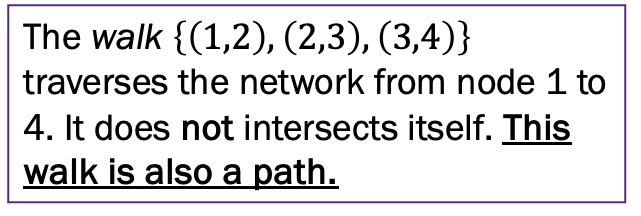 The walk {(1,2), (2,3), (3,4)}
traverses the network from node 1 to
4. It does not intersects itself. This
walk is also a path.